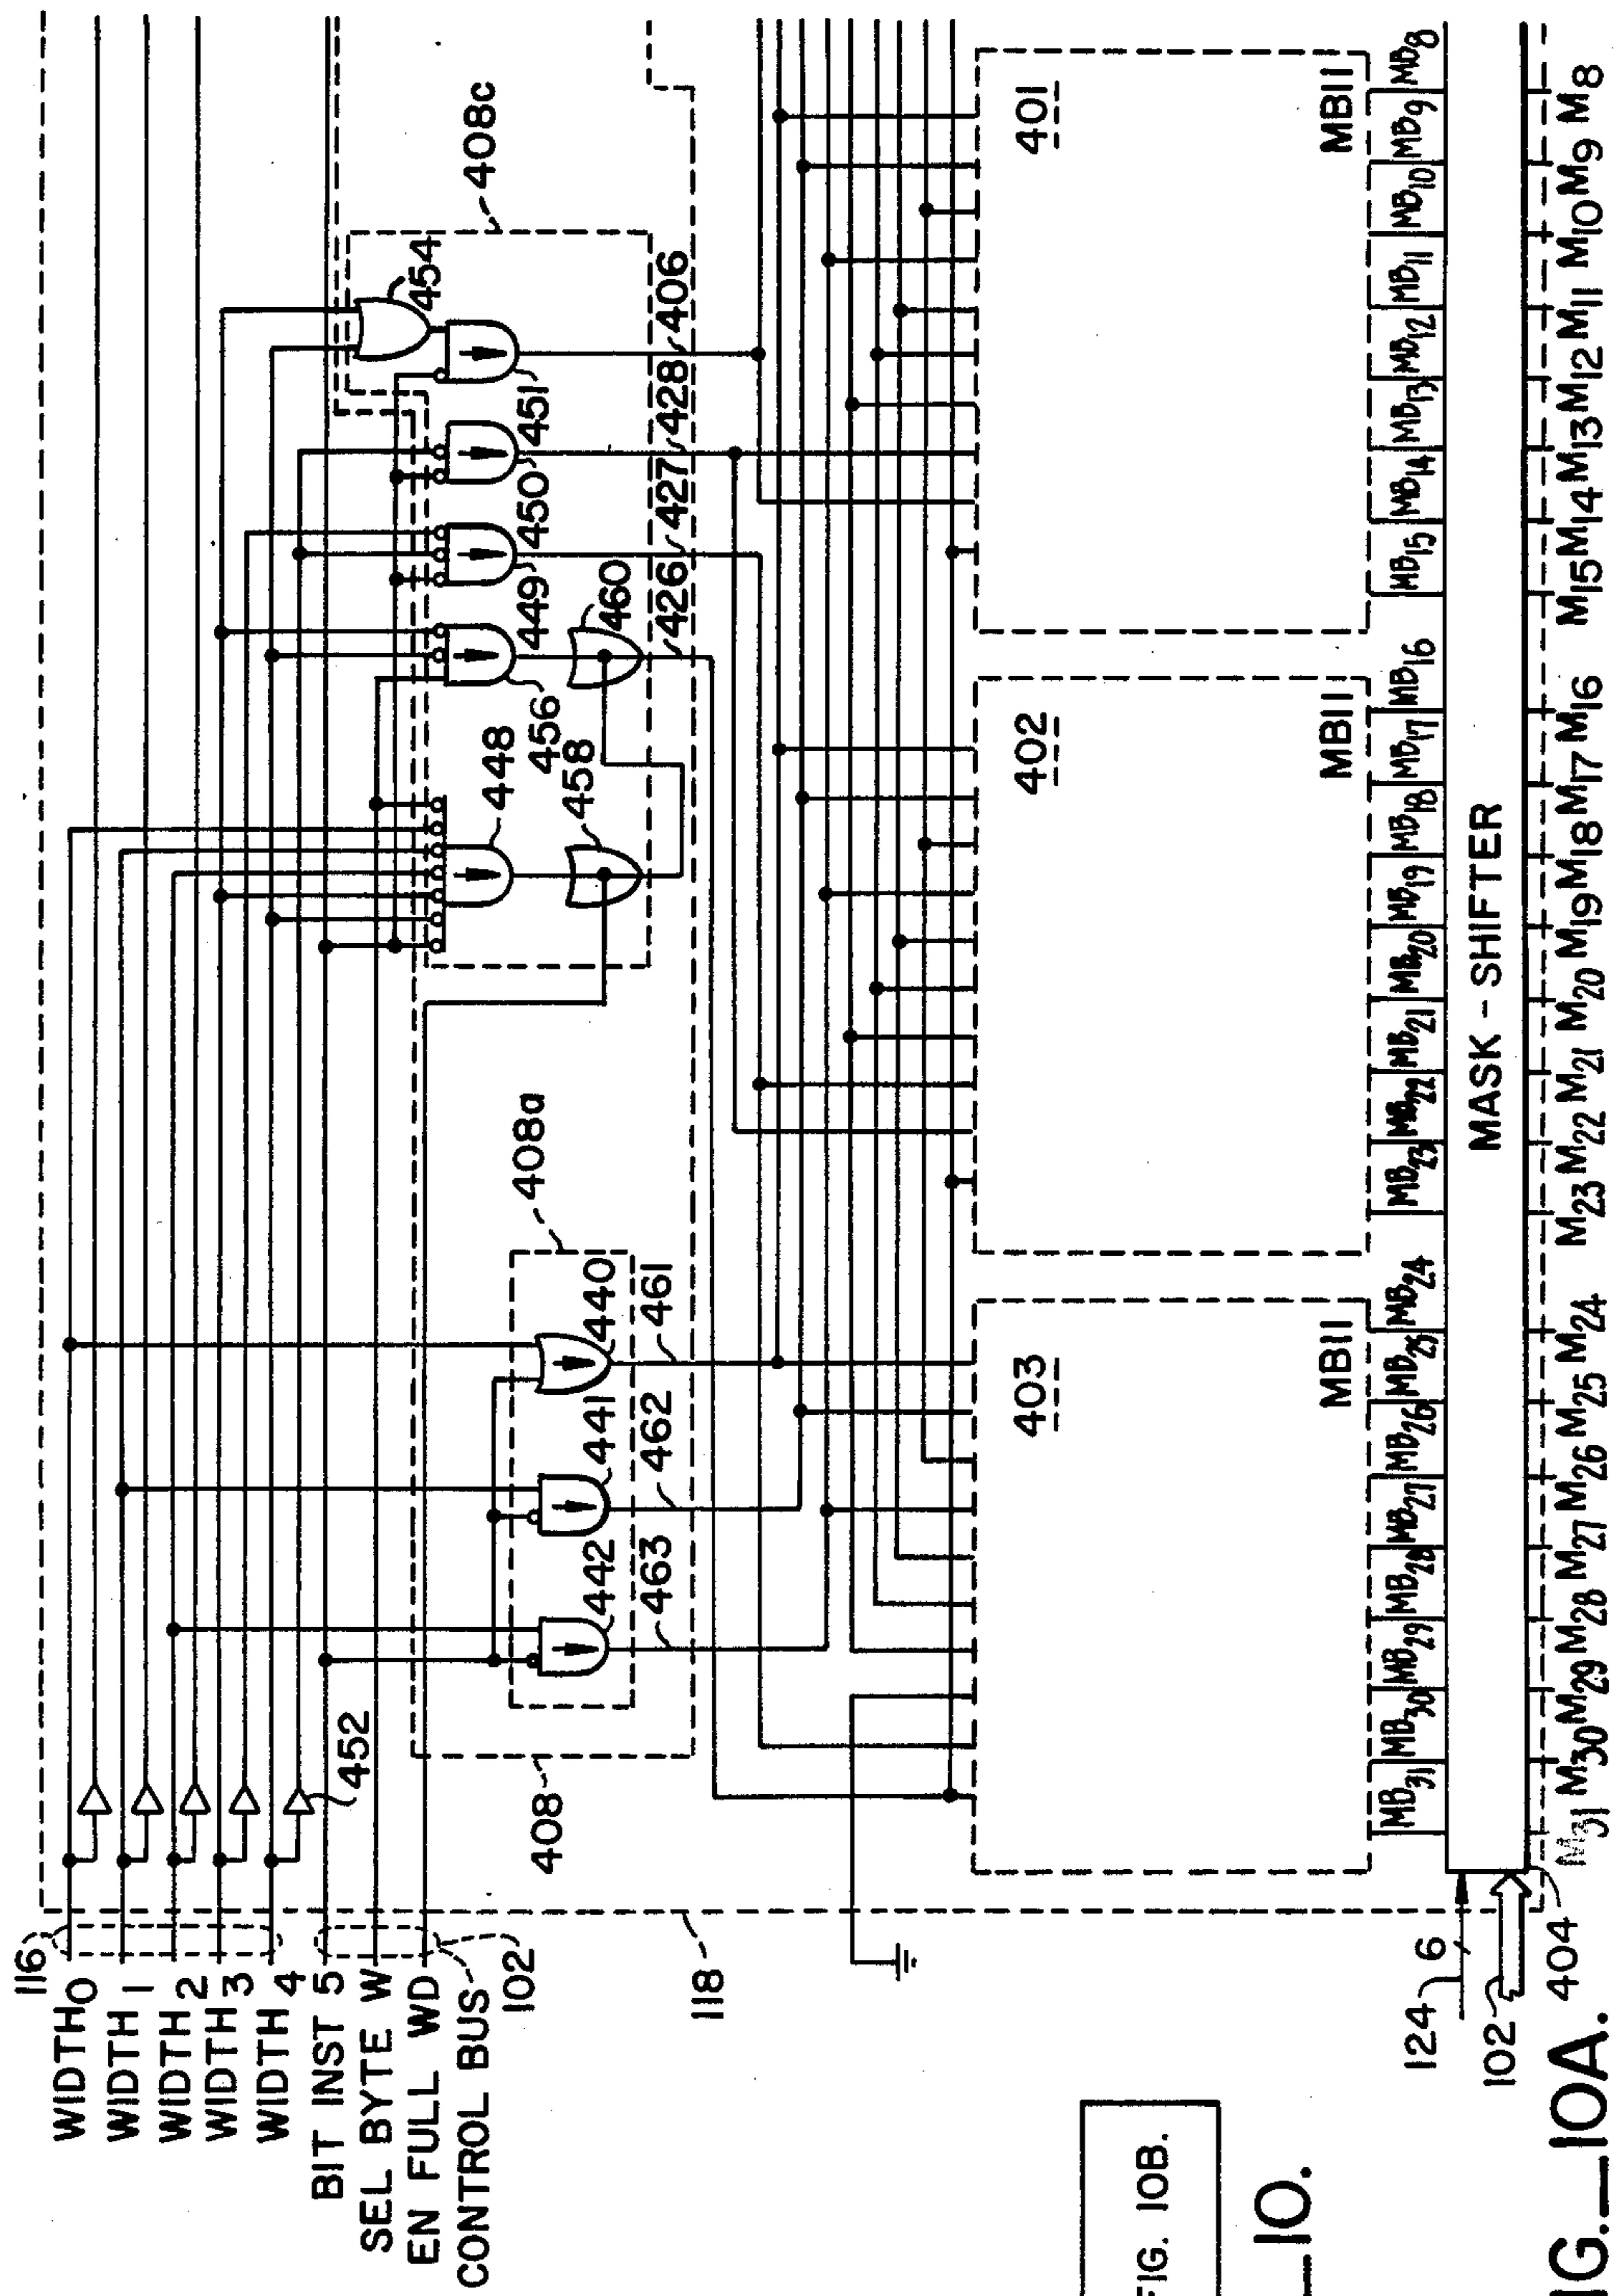 116
WIDTH0
WIDTH 1
WIDTH 2
WIDTH 3
WIDTH 4
BIT INST 5
SEL BYTE W
EN FULL WD
CONTROL BUS
102
452
408
408a
442
441
440
463
462
461
408c
448
456
449
450
451
454
458
460
426
427
428
406
118
403
MB11
402
MB11
401
MB11
MB31 MB30 MB29 MB28 MB27 MB26 MB25 MB24
MB23 MB22 MB21 MB20 MB19 MB18 MB17 MB16
MB15 MB14 MB13 MB12 MB11 MB10 MB9 MB8
MASK - SHIFTER
124
6
102
404
M31 M30 M29 M28 M27 M26 M25 M24
M23 M22 M21 M20 M19 M18 M17 M16
M15 M14 M13 M12 M11 M10 M9 M8
FIG. 10B.
10.
IG._10A.